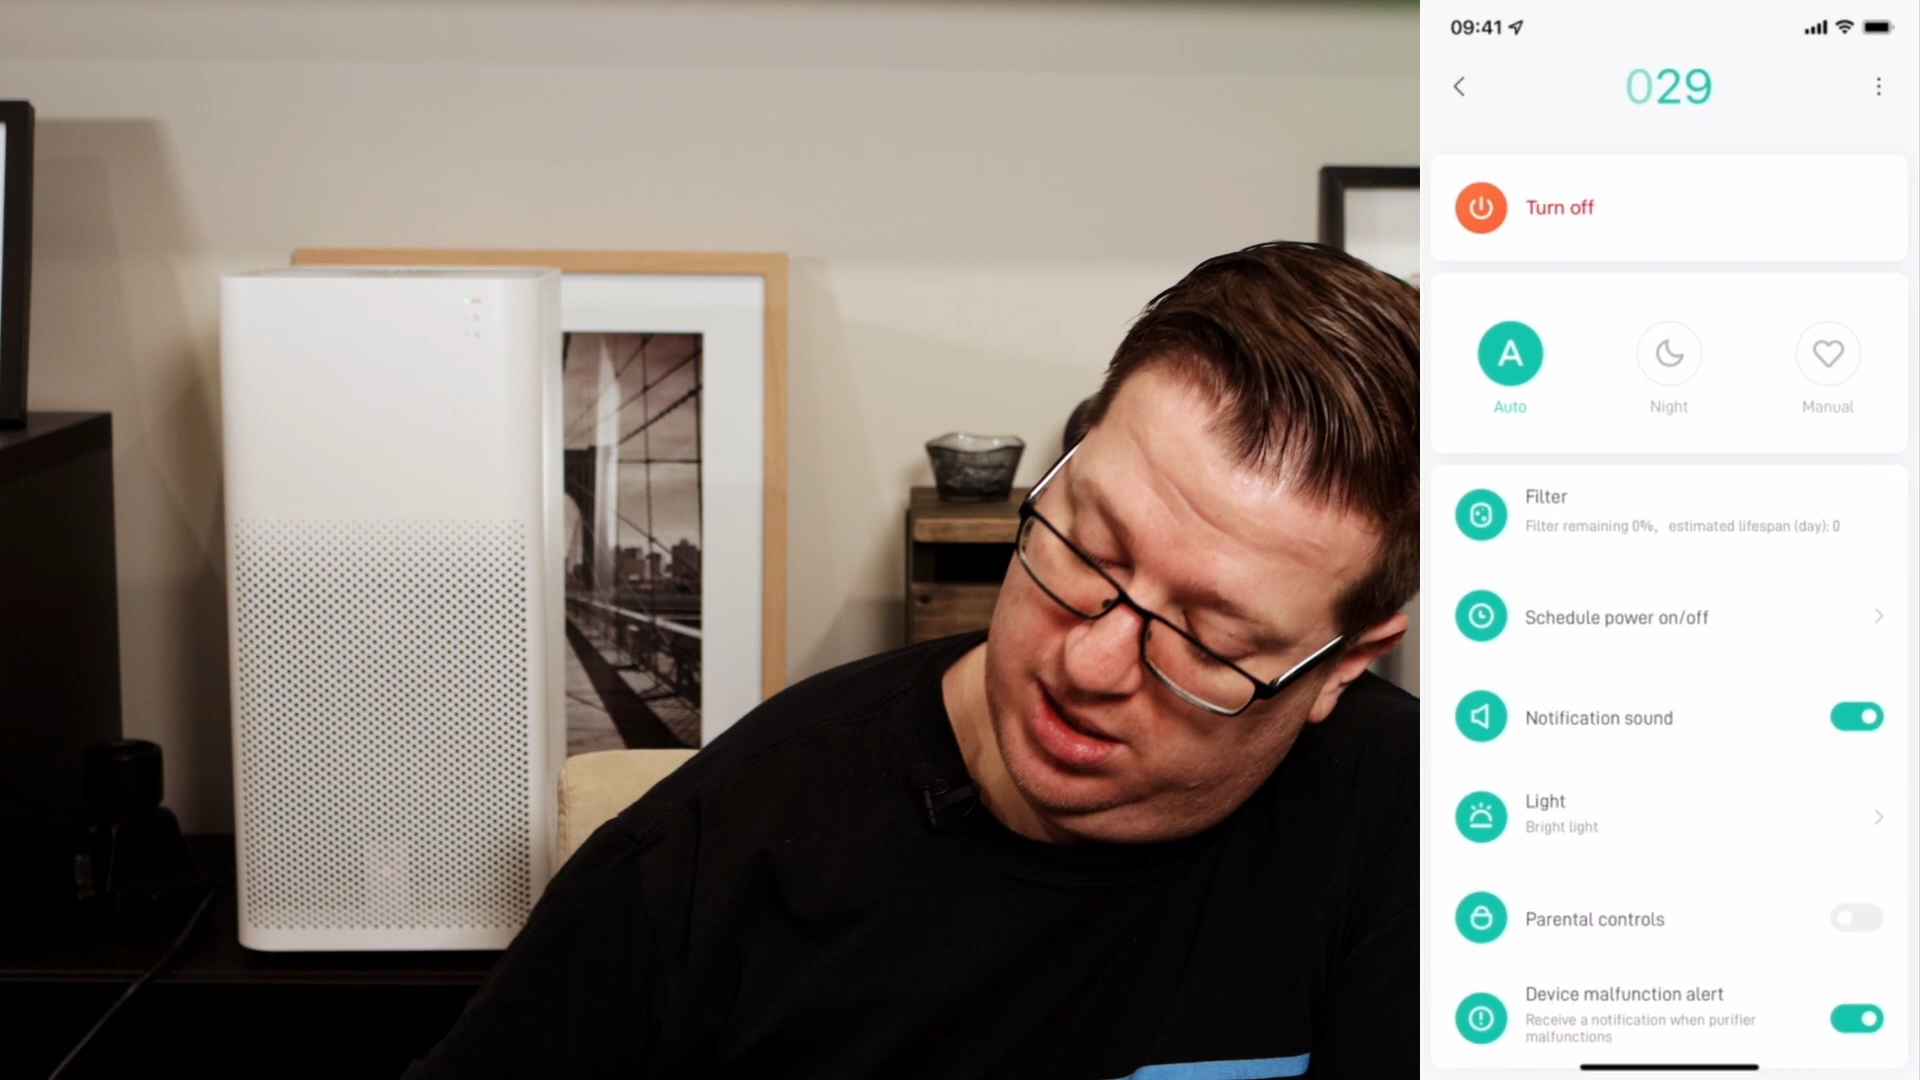 09:41
029
Turn off
Auto
Night
Manual
Filter
Filter remaining 0%, estimated lifespan (day): 0
Schedule power on/off
Notification sound
Light
Bright light
Parental controls
Device malfunction alert
Receive a notification when purifier
malfunctions